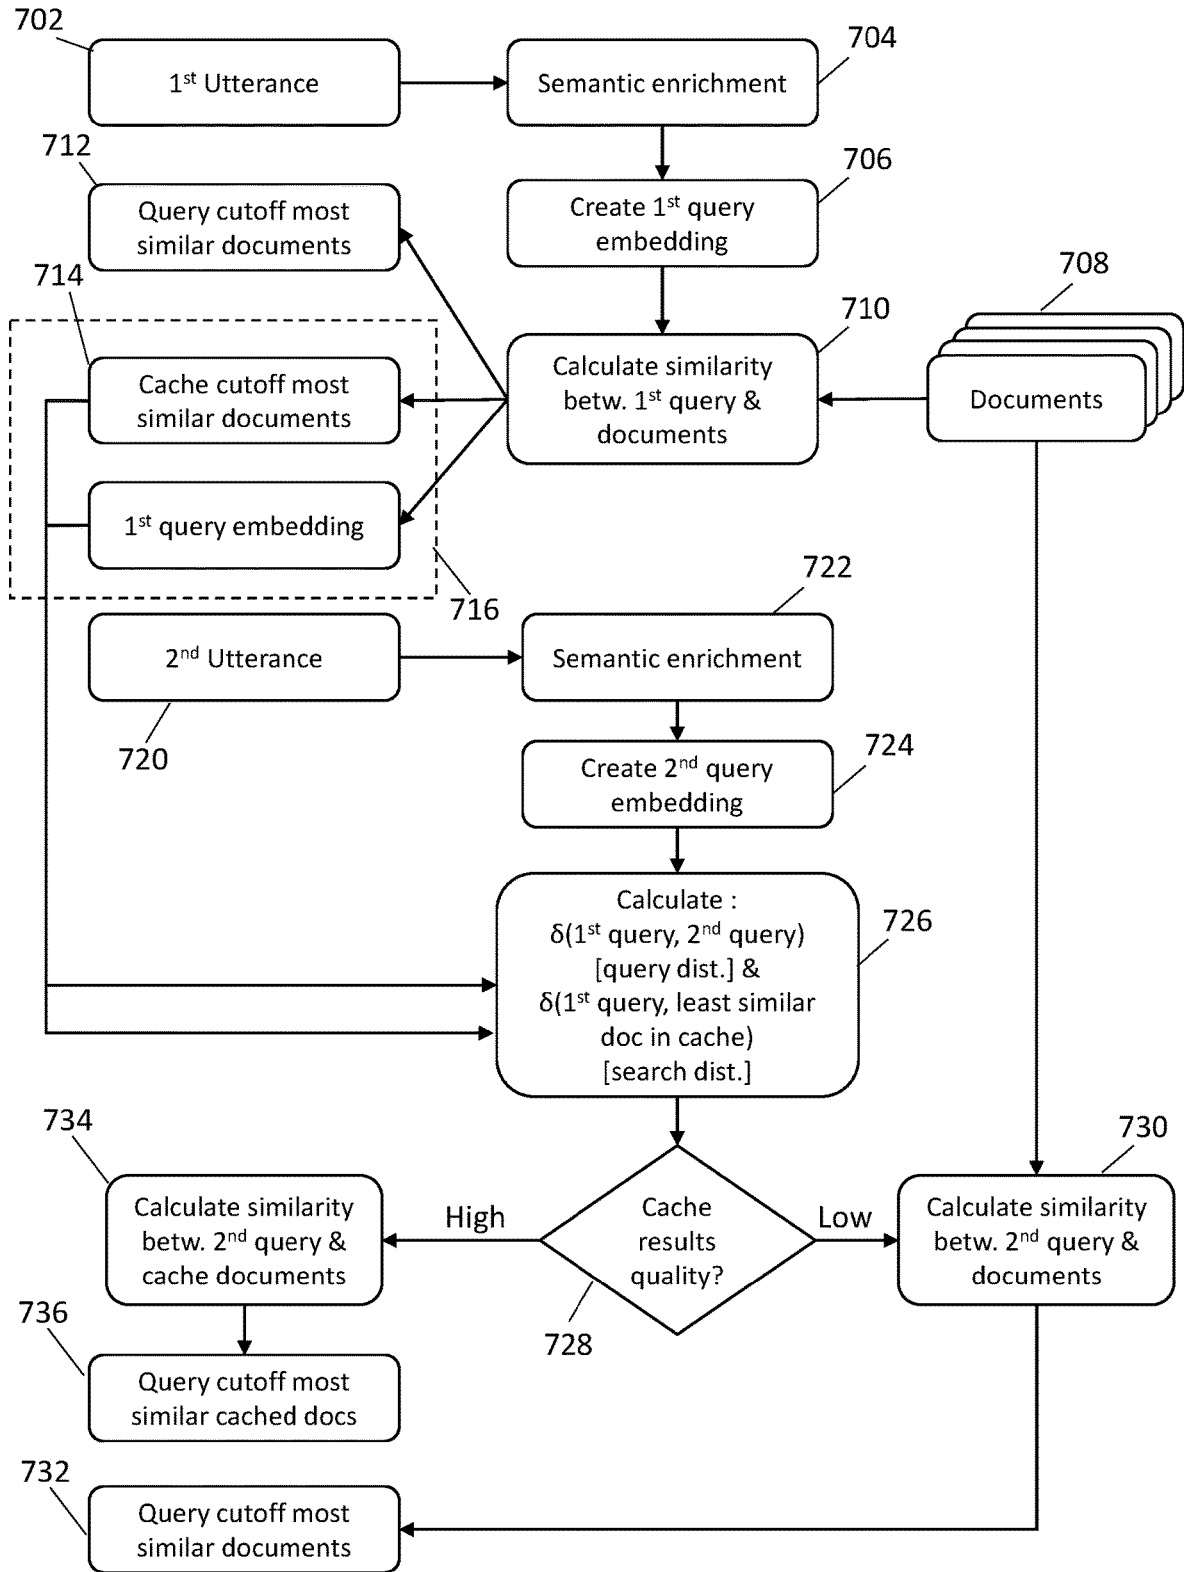 702
1st Utterance
Semantic enrichment
704
712
Query cutoff most
similar documents
Create 1st query
embedding
706
714
Cache cutoff most
similar documents
Calculate similarity
betw. 1st query &
documents
710
708
Documents
1st query embedding
716
722
2nd Utterance
720
Semantic enrichment
Create 2nd query
embedding
724
Calculate :
δ(1st query, 2nd query)
[query dist.] &
δ(1st query, least similar
doc in cache)
[search dist.]
726
734
Calculate similarity
betw. 2nd query &
cache documents
High
Cache
results
quality?
728
Low
730
Calculate similarity
betw. 2nd query &
documents
736
Query cutoff most
similar cached docs
732
Query cutoff most
similar documents